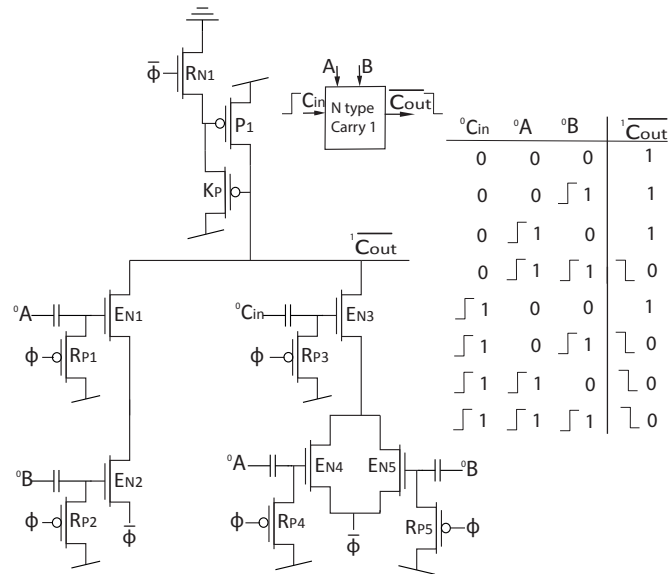 Φ̅
RN1
P1
KP
A
B
Cin
N type
Carry 1
C̅o̅u̅t̅
⁰Cin ⁰A ⁰B ¹C̅o̅u̅t̅
0 0 0 1
0 0 1 1
0 1 0 1
0 1 1 0
1 0 0 1
1 0 1 0
1 1 0 0
1 1 1 0
¹C̅o̅u̅t̅
⁰A
EN1
Φ
RP1
⁰Cin
EN3
Φ
RP3
⁰B
EN2
Φ
RP2
Φ̅
⁰A
EN4
EN5
⁰B
Φ
RP4
Φ̅
RP5
Φ